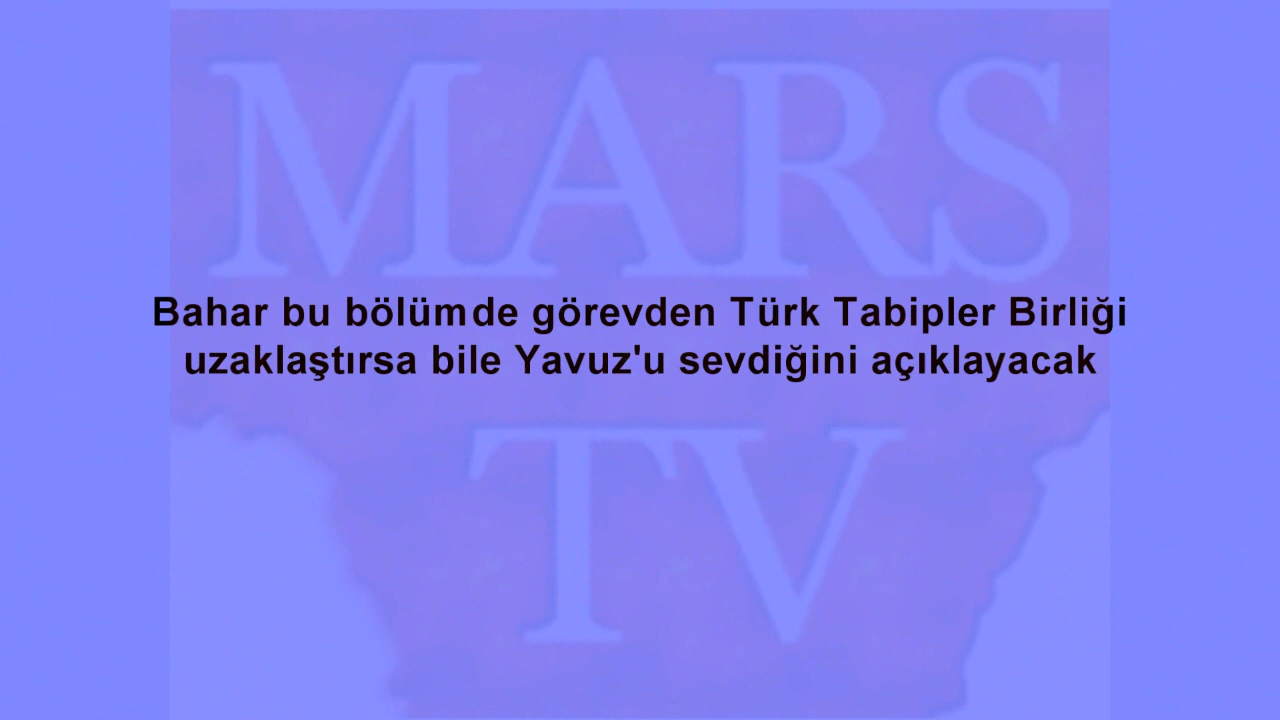 MARS
Bahar bu bölümde görevden Türk Tabipler Birliği
uzaklaştırsa bile Yavuz'u sevdiğini açıklayacak
TV